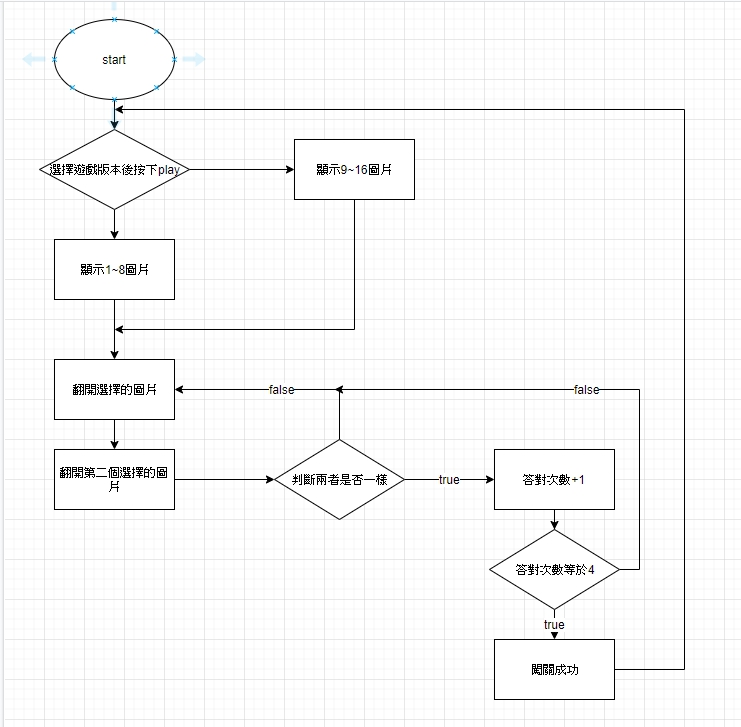 start
選擇遊戲版本後按下play
顯示9~16圖片
顯示1~8圖片
翻開選擇的圖片
false
false
翻開第二個選擇的圖
片
判斷兩者是否一樣
true
答對次數+1
答對次數等於4
true
闖關成功